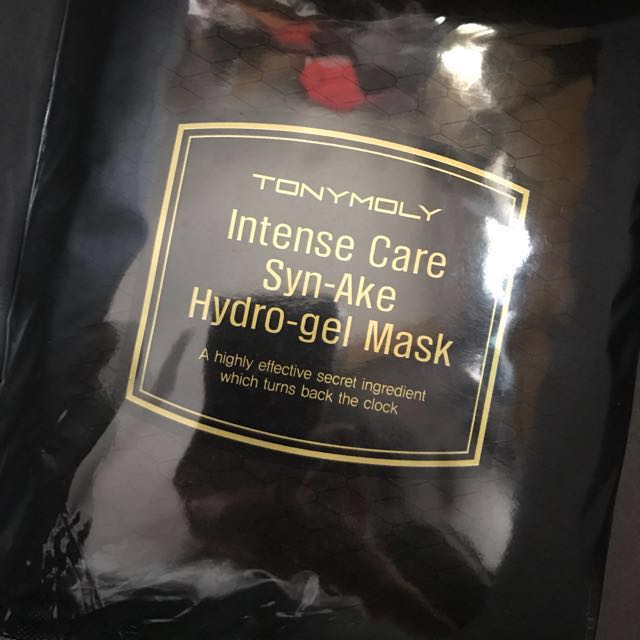 TONYMOLY
Intense Care
Syn-Ake
Hydro-gel Mask
A highly effective secret ingredient
which turns back the clock